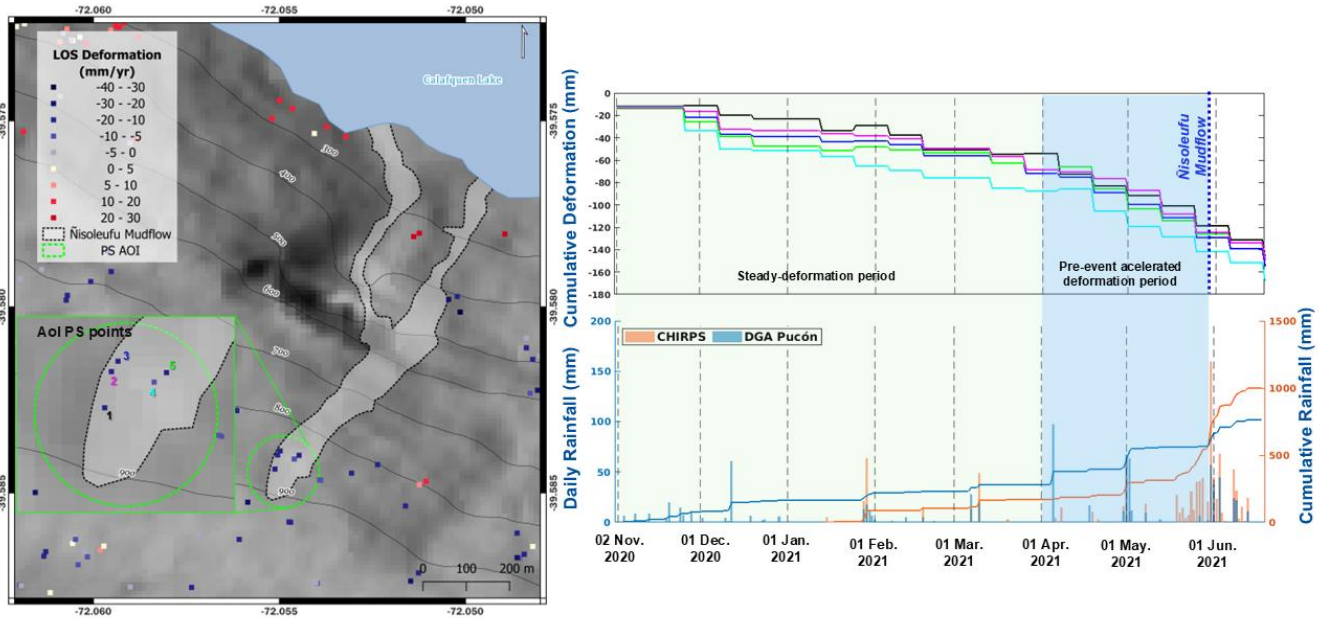 -72.060
-72.055
-72.050
LOS Deformation
(mm/yr)
-40 - -30
-30 - -20
-20 - -10
-10 - -5
-5 - 0
0 - 5
5 - 10
10 - 20
20 - 30
Ñisoleufu Mudflow
PS AOI
Calafquen Lake
-39.575
-39.575
-39.580
-39.580
-39.585
-39.585
300
400
500
600
700
800
900
AoI PS points
3
5
2
4
1
900
0 100 200 m
-72.060
-72.055
-72.050
Cumulative Deformation (mm)
0
-20
-40
-60
-80
-100
-120
-140
-160
-180
Steady-deformation period
Pre-event acelerated
deformation period
Ñisoleufu
Mudflow
Daily Rainfall (mm)
200
150
100
50
0
CHIRPS
DGA Pucón
1500
1000
500
0
Cumulative Rainfall (mm)
02 Nov.
2020
01 Dec.
2020
01 Jan.
2021
01 Feb.
2021
01 Mar.
2021
01 Apr.
2021
01 May.
2021
01 Jun.
2021